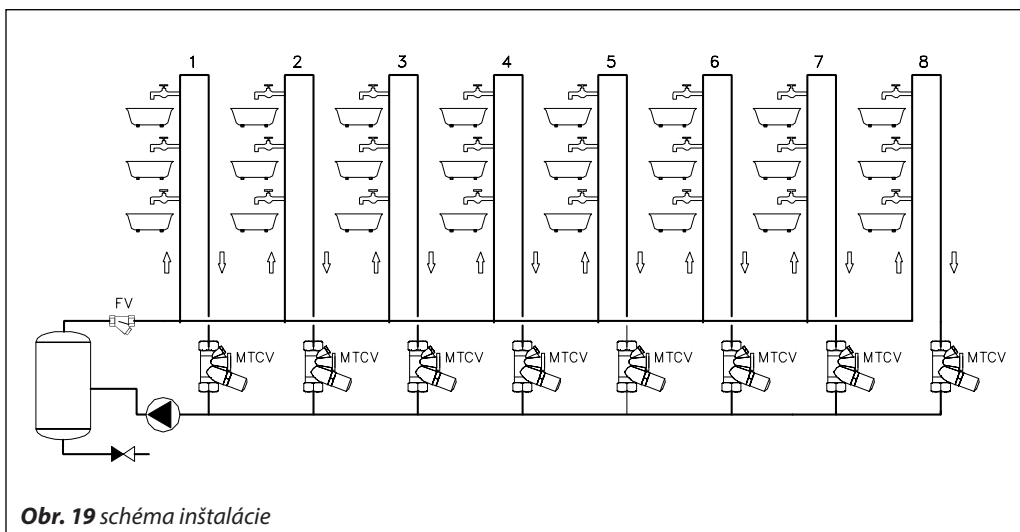 1 2 3 4 5 6 7 8
FV
MTCV MTCV MTCV MTCV MTCV MTCV MTCV MTCV
Obr. 19 schéma inštalácie